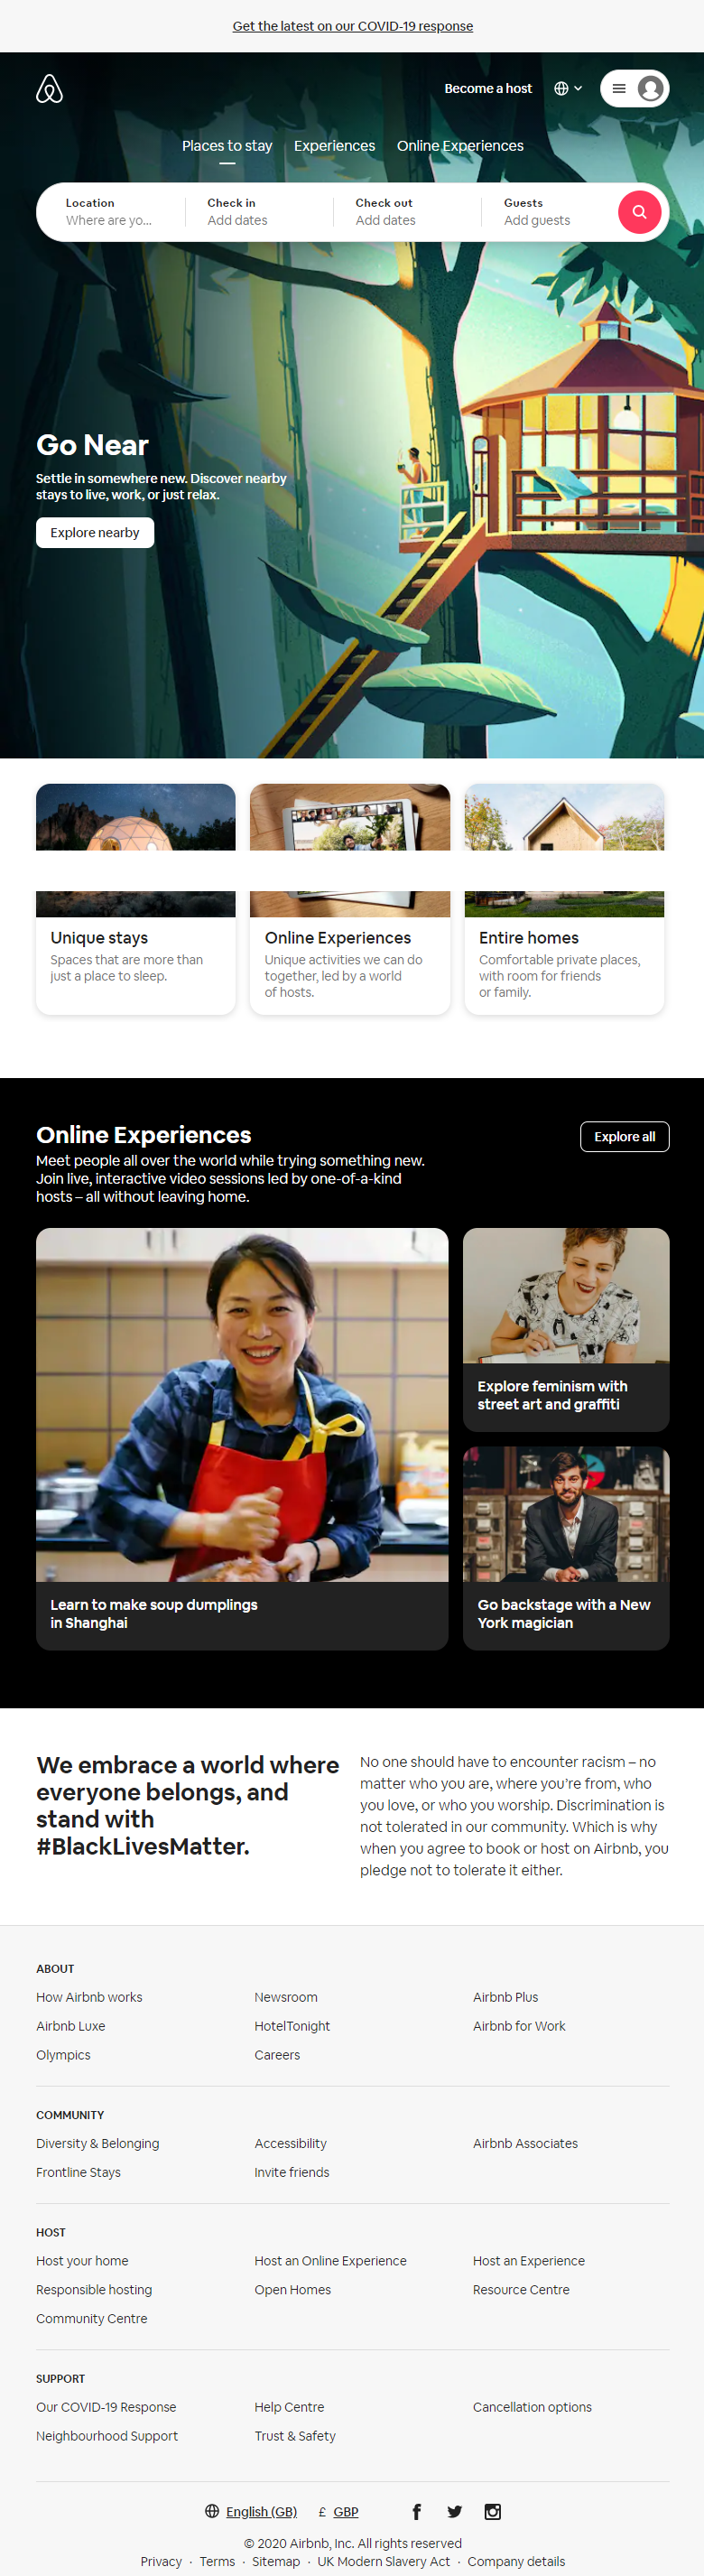 Get the latest on our COVID-19 response
Become a host
Places to stay Experiences Online Experiences
Location Check in Check out Guests
Where are yo... Add dates Add dates Add guests
Go Near
Settle in somewhere new. Discover nearby
stays to live, work, or just relax.
Explore nearby
Unique stays
Spaces that are more than
just a place to sleep.
Online Experiences
Unique activities we can do
together, led by a world
of hosts.
Entire homes
Comfortable private places,
with room for friends
or family.
Online Experiences
Explore all
Meet people all over the world while trying something new.
Join live, interactive video sessions led by one-of-a-kind
hosts – all without leaving home.
Explore feminism with
street art and graffiti
Learn to make soup dumplings
in Shanghai
Go backstage with a New
York magician
We embrace a world where
everyone belongs, and
stand with
#BlackLivesMatter.
No one should have to encounter racism – no
matter who you are, where you’re from, who
you love, or who you worship. Discrimination is
not tolerated in our community. Which is why
when you agree to book or host on Airbnb, you
pledge not to tolerate it either.
ABOUT
How Airbnb works Newsroom Airbnb Plus
Airbnb Luxe HotelTonight Airbnb for Work
Olympics Careers
COMMUNITY
Diversity & Belonging Accessibility Airbnb Associates
Frontline Stays Invite friends
HOST
Host your home Host an Online Experience Host an Experience
Responsible hosting Open Homes Resource Centre
Community Centre
SUPPORT
Our COVID-19 Response Help Centre Cancellation options
Neighbourhood Support Trust & Safety
English (GB) £ GBP
© 2020 Airbnb, Inc. All rights reserved
Privacy · Terms · Sitemap · UK Modern Slavery Act · Company details